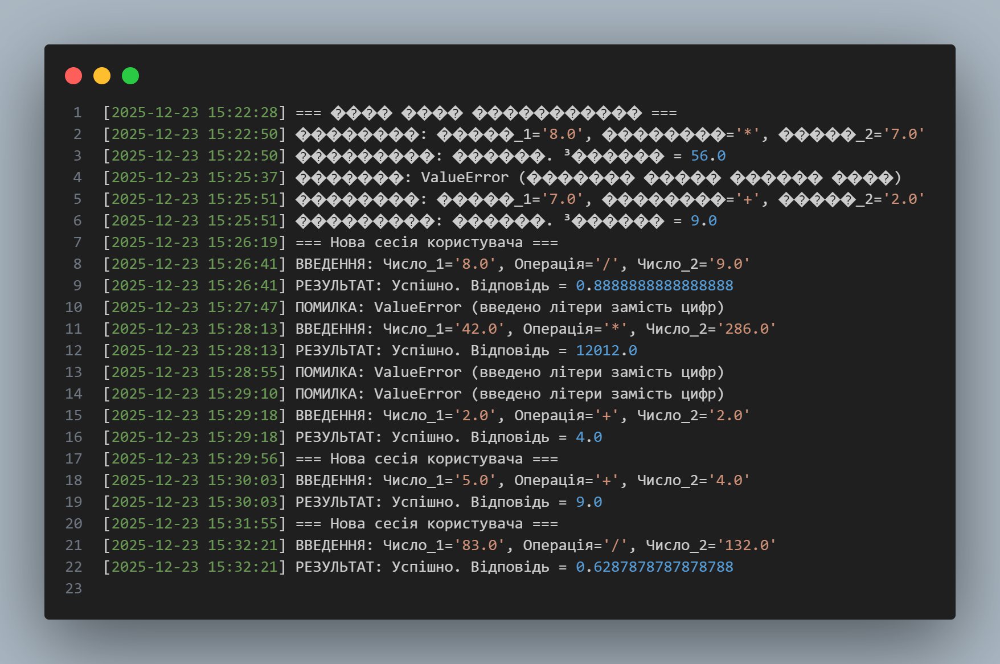 1 [2025-12-23 15:22:28] === ���� ���� ����������� ===
2 [2025-12-23 15:22:50] ��������: �����_1='8.0', ��������='*', �����_2='7.0'
3 [2025-12-23 15:22:50] ���������: ������. ³������ = 56.0
4 [2025-12-23 15:25:37] �������: ValueError (������� ����� ������ ����)
5 [2025-12-23 15:25:51] ��������: �����_1='7.0', ��������='+', �����_2='2.0'
6 [2025-12-23 15:25:51] ���������: ������. ³������ = 9.0
7 [2025-12-23 15:26:19] === Нова сесія користувача ===
8 [2025-12-23 15:26:41] ВВЕДЕННЯ: Число_1='8.0', Операція='/', Число_2='9.0'
9 [2025-12-23 15:26:41] РЕЗУЛЬТАТ: Успішно. Відповідь = 0.8888888888888888
10 [2025-12-23 15:27:47] ПОМИЛКА: ValueError (введено літери замість цифр)
11 [2025-12-23 15:28:13] ВВЕДЕННЯ: Число_1='42.0', Операція='*', Число_2='286.0'
12 [2025-12-23 15:28:13] РЕЗУЛЬТАТ: Успішно. Відповідь = 12012.0
13 [2025-12-23 15:28:55] ПОМИЛКА: ValueError (введено літери замість цифр)
14 [2025-12-23 15:29:10] ПОМИЛКА: ValueError (введено літери замість цифр)
15 [2025-12-23 15:29:18] ВВЕДЕННЯ: Число_1='2.0', Операція='+', Число_2='2.0'
16 [2025-12-23 15:29:18] РЕЗУЛЬТАТ: Успішно. Відповідь = 4.0
17 [2025-12-23 15:29:56] === Нова сесія користувача ===
18 [2025-12-23 15:30:03] ВВЕДЕННЯ: Число_1='5.0', Операція='+', Число_2='4.0'
19 [2025-12-23 15:30:03] РЕЗУЛЬТАТ: Успішно. Відповідь = 9.0
20 [2025-12-23 15:31:55] === Нова сесія користувача ===
21 [2025-12-23 15:32:21] ВВЕДЕННЯ: Число_1='83.0', Операція='/', Число_2='132.0'
22 [2025-12-23 15:32:21] РЕЗУЛЬТАТ: Успішно. Відповідь = 0.6287878787878788
23